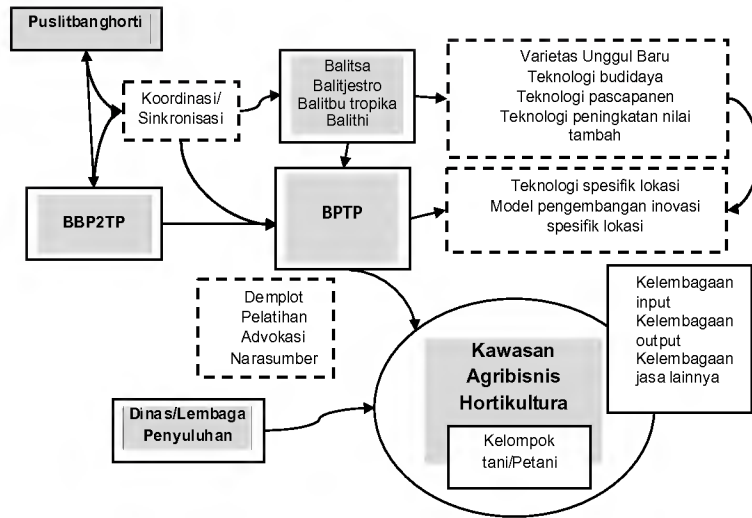 Puslitbanghorti
Koordinasi/
Sinkronisasi
Balitsa
Balitjestro
Balitbu tropika
Balithi
Varietas Unggul Baru
Teknologi budidaya
Teknologi pascapanen
Teknologi peningkatan nilai
tambah
BBP2TP
BPTP
Teknologi spesifik lokasi
Model pengembangan inovasi
spesifik lokasi
Demplot
Pelatihan
Advokasi
Narasumber
Kelembagaan
input
Kelembagaan
output
Kelembagaan
jasa lainnya
Kawasan
Agribisnis
Hortikultura
Dinas/Lembaga
Penyuluhan
Kelompok
tani/Petani